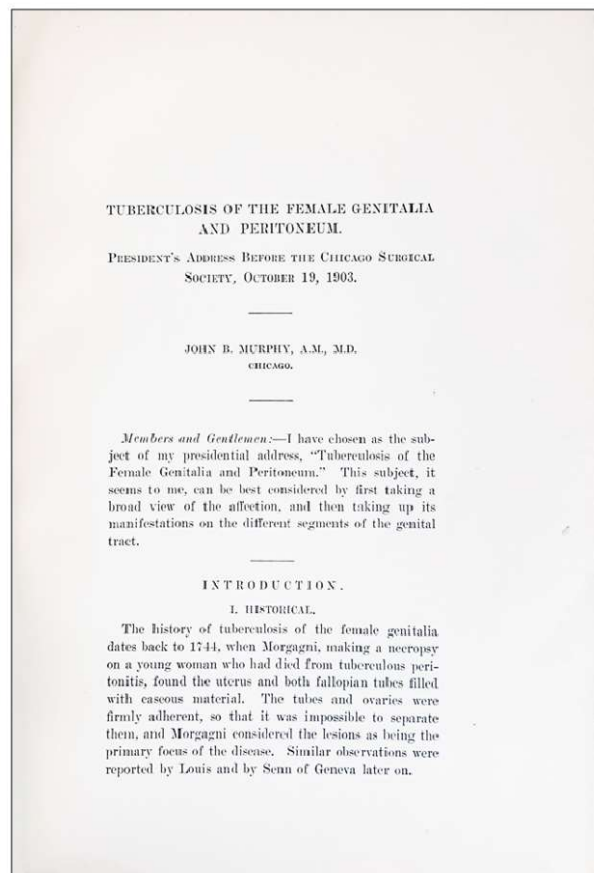 TUBERCULOSIS OF THE FEMALE GENITALIA
AND PERITONEUM.
PRESIDENT'S ADDRESS BEFORE THE CHICAGO SURGICAL
SOCIETY, OCTOBER 19, 1903.
JOHN B. MURPHY, A.M., M.D.
CHICAGO.
Members and Gentlemen:—I have chosen as the sub-
ject of my presidential address, “Tuberculosis of the
Female Genitalia and Peritoneum.” This subject, it
seems to me, can be best considered by first taking a
broad view of the affection, and then taking up its
manifestations on the different segments of the genital
tract.
INTRODUCTION.
I. HISTORICAL.
The history of tuberculosis of the female genitalia
dates back to 1744, when Morgagni, making a necropsy
on a young woman who had died from tuberculous peri-
tonitis, found the uterus and both fallopian tubes filled
with caseous material. The tubes and ovaries were
firmly adherent, so that it was impossible to separate
them, and Morgagni considered the lesions as being the
primary focus of the disease. Similar observations were
reported by Louis and by Senn of Geneva later on.